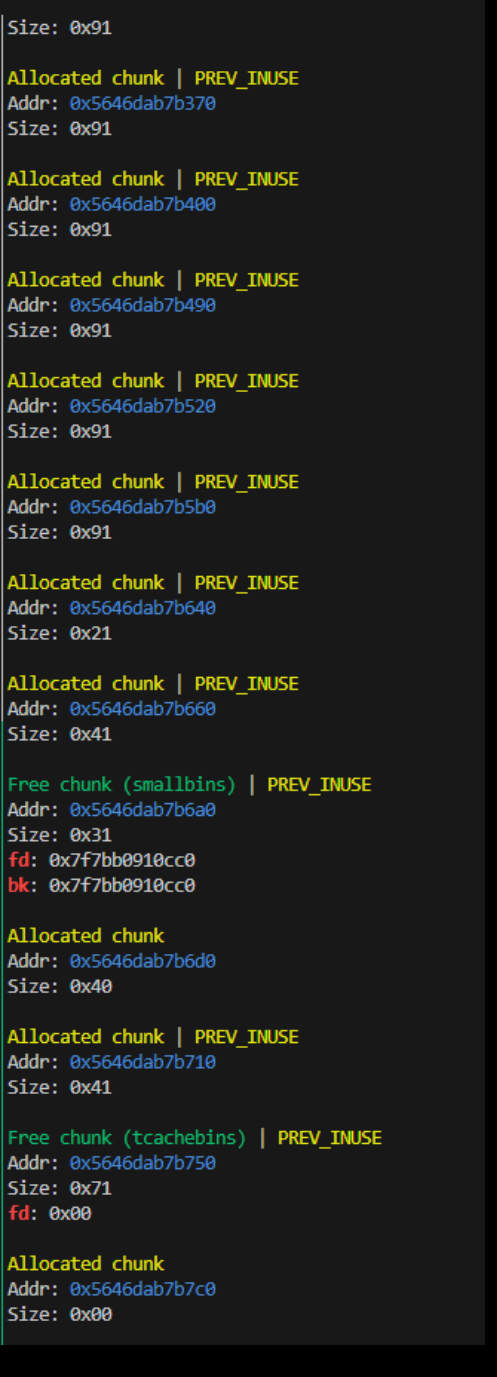 Size: 0x91
Allocated chunk | PREV_INUSE
Addr: 0x5646dab7b370
Size: 0x91
Allocated chunk | PREV_INUSE
Addr: 0x5646dab7b400
Size: 0x91
Allocated chunk | PREV_INUSE
Addr: 0x5646dab7b490
Size: 0x91
Allocated chunk | PREV_INUSE
Addr: 0x5646dab7b520
Size: 0x91
Allocated chunk | PREV_INUSE
Addr: 0x5646dab7b5b0
Size: 0x91
Allocated chunk | PREV_INUSE
Addr: 0x5646dab7b640
Size: 0x21
Allocated chunk | PREV_INUSE
Addr: 0x5646dab7b660
Size: 0x41
Free chunk (smallbins) | PREV_INUSE
Addr: 0x5646dab7b6a0
Size: 0x31
fd: 0x7f7bb0910cc0
bk: 0x7f7bb0910cc0
Allocated chunk
Addr: 0x5646dab7b6d0
Size: 0x40
Allocated chunk | PREV_INUSE
Addr: 0x5646dab7b710
Size: 0x41
Free chunk (tcachebins) | PREV_INUSE
Addr: 0x5646dab7b750
Size: 0x71
fd: 0x00
Allocated chunk
Addr: 0x5646dab7b7c0
Size: 0x00